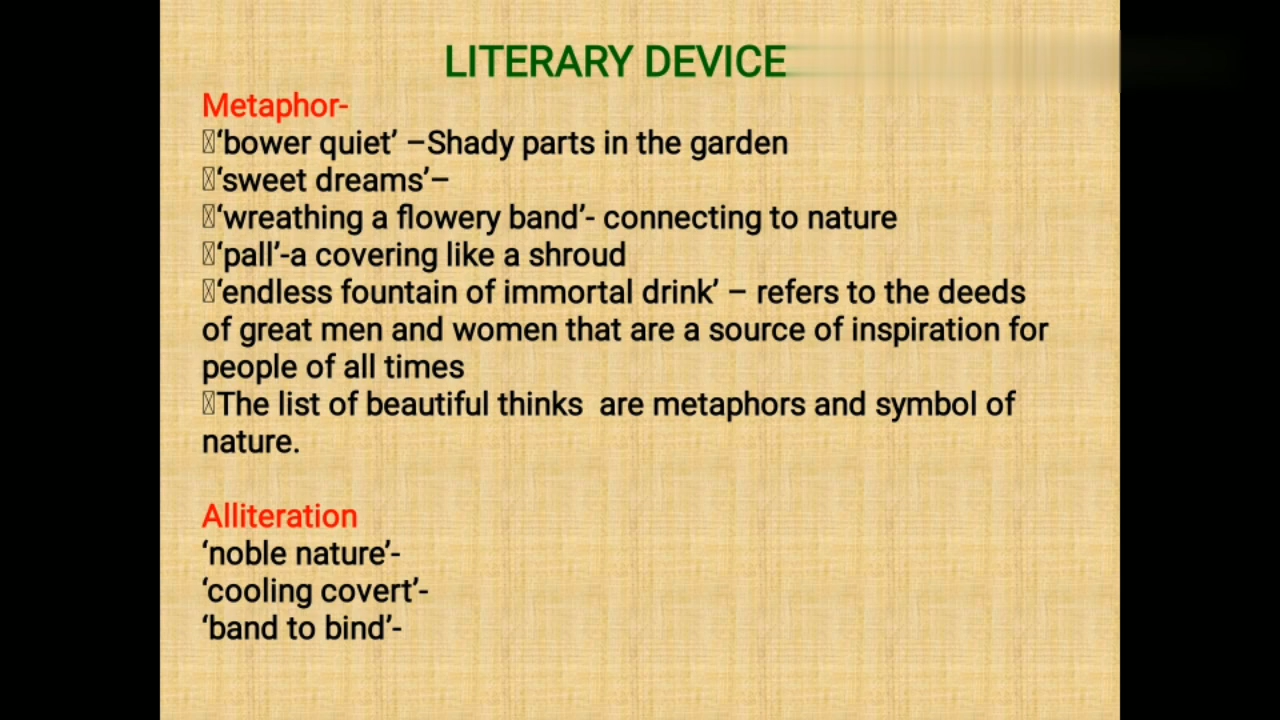 LITERARY DEVICE
Metaphor-
‘bower quiet’ –Shady parts in the garden
‘sweet dreams’–
‘wreathing a flowery band’- connecting to nature
‘pall’-a covering like a shroud
‘endless fountain of immortal drink’ – refers to the deeds
of great men and women that are a source of inspiration for
people of all times
The list of beautiful thinks  are metaphors and symbol of
nature.
Alliteration
‘noble nature’-
‘cooling covert’-
‘band to bind’-